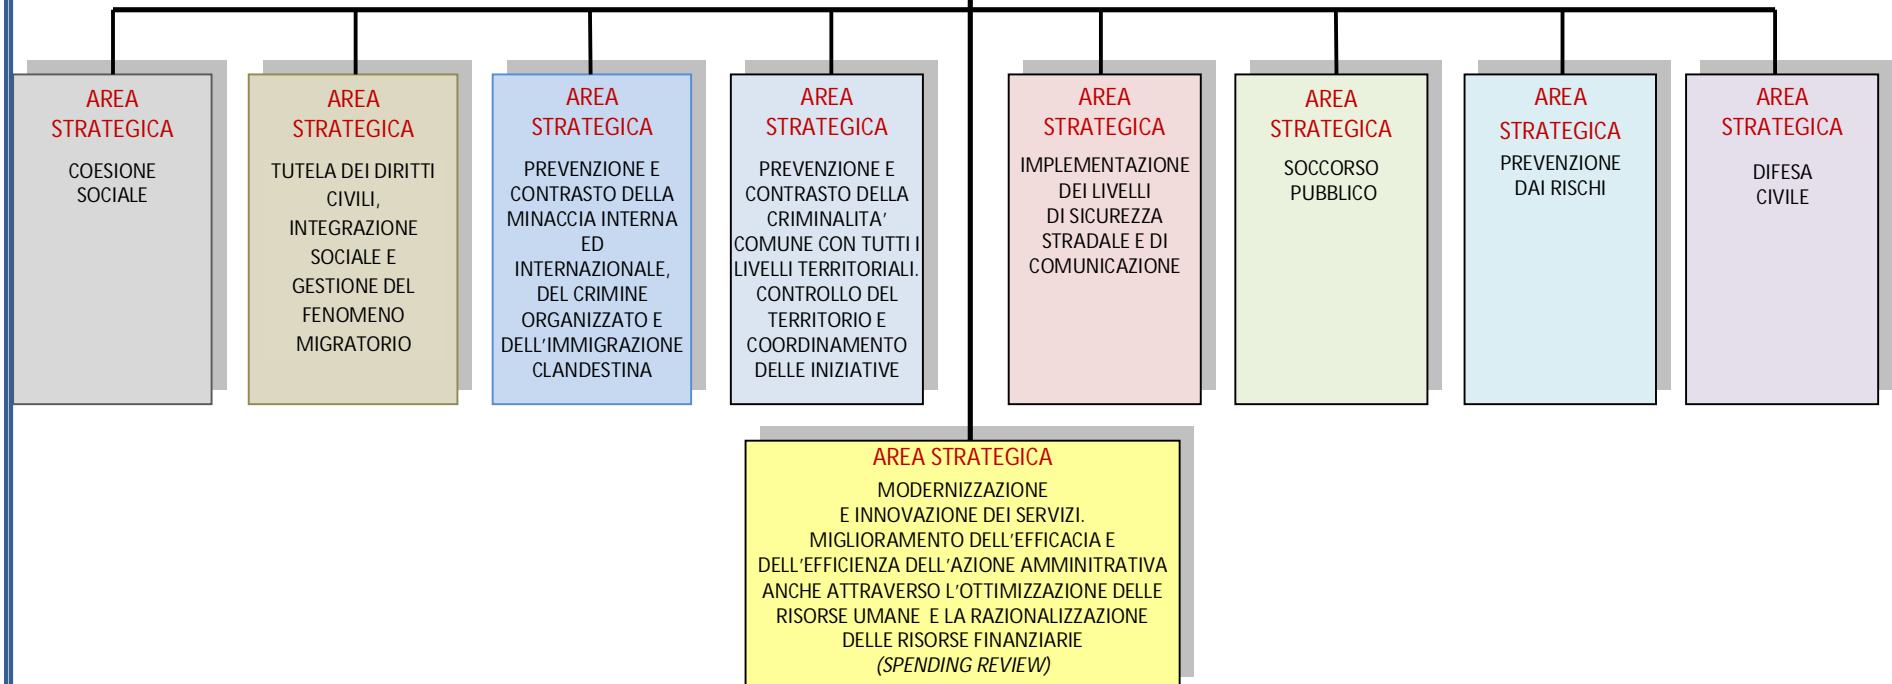 AREA
STRATEGICA
COESIONE
SOCIALE
AREA
STRATEGICA
TUTELA DEI DIRITTI
CIVILI,
INTEGRAZIONE
SOCIALE E
GESTIONE DEL
FENOMENO
MIGRATORIO
AREA
STRATEGICA
PREVENZIONE E
CONTRASTO DELLA
MINACCIA INTERNA
ED
INTERNAZIONALE,
DEL CRIMINE
ORGANIZZATO E
DELL'IMMIGRAZIONE
CLANDESTINA
AREA
STRATEGICA
PREVENZIONE E
CONTRASTO DELLA
CRIMINALITA'
COMUNE CON TUTTI I
LIVELLI TERRITORIALI.
CONTROLLO DEL
TERRITORIO E
COORDINAMENTO
DELLE INIZIATIVE
AREA
STRATEGICA
IMPLEMENTAZIONE
DEI LIVELLI
DI SICUREZZA
STRADALE E DI
COMUNICAZIONE
AREA
STRATEGICA
SOCCORSO
PUBBLICO
AREA
STRATEGICA
PREVENZIONE
DAI RISCHI
AREA
STRATEGICA
DIFESA
CIVILE
AREA STRATEGICA
MODERNIZZAZIONE
E INNOVAZIONE DEI SERVIZI.
MIGLIORAMENTO DELL'EFFICACIA E
DELL'EFFICIENZA DELL'AZIONE AMMINITRATIVA
ANCHE ATTRAVERSO L'OTTIMIZZAZIONE DELLE
RISORSE UMANE E LA RAZIONALIZZAZIONE
DELLE RISORSE FINANZIARIE
(SPENDING REVIEW)